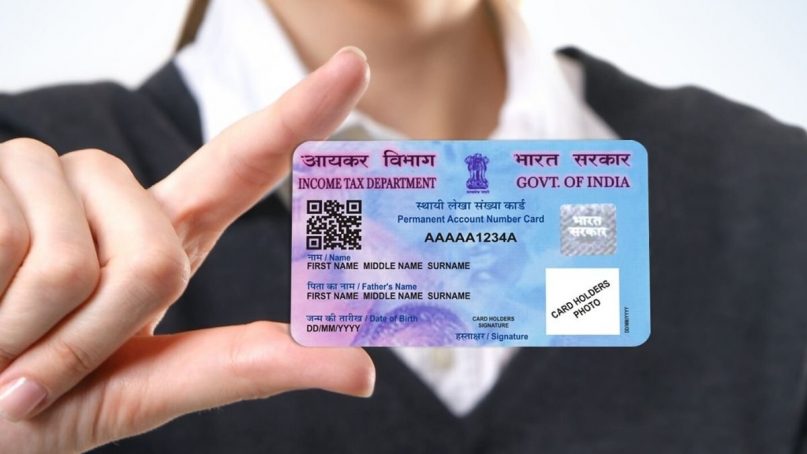 आयकर विभाग
INCOME TAX DEPARTMENT
भारत सरकार
GOVT. OF INDIA
स्थायी लेखा संख्या कार्ड
Permanent Account Number Card
AAAAA1234A
भारत
सरकार
नाम / Name
FIRST NAME MIDDLE NAME SURNAME
पिता का नाम / Father's Name
FIRST NAME MIDDLE NAME SURNAME
जन्म की तारीख / Date of Birth
DD/MM/YYYY
CARD HOLDERS
SIGNATURE
हस्ताक्षर / Signature
CARD HOLDERS
PHOTO
DD/MM/YYYY